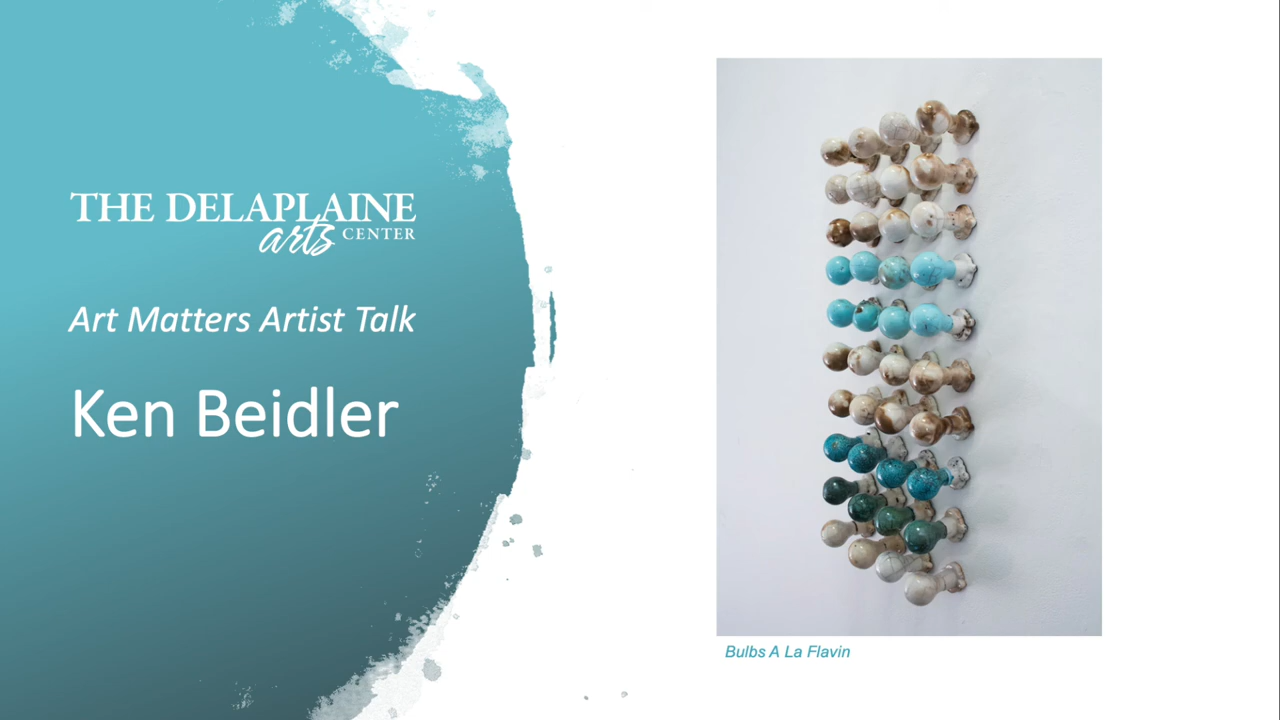 THE DELAPLAINE
arts CENTER
Art Matters Artist Talk
Ken Beidler
Bulbs A La Flavin